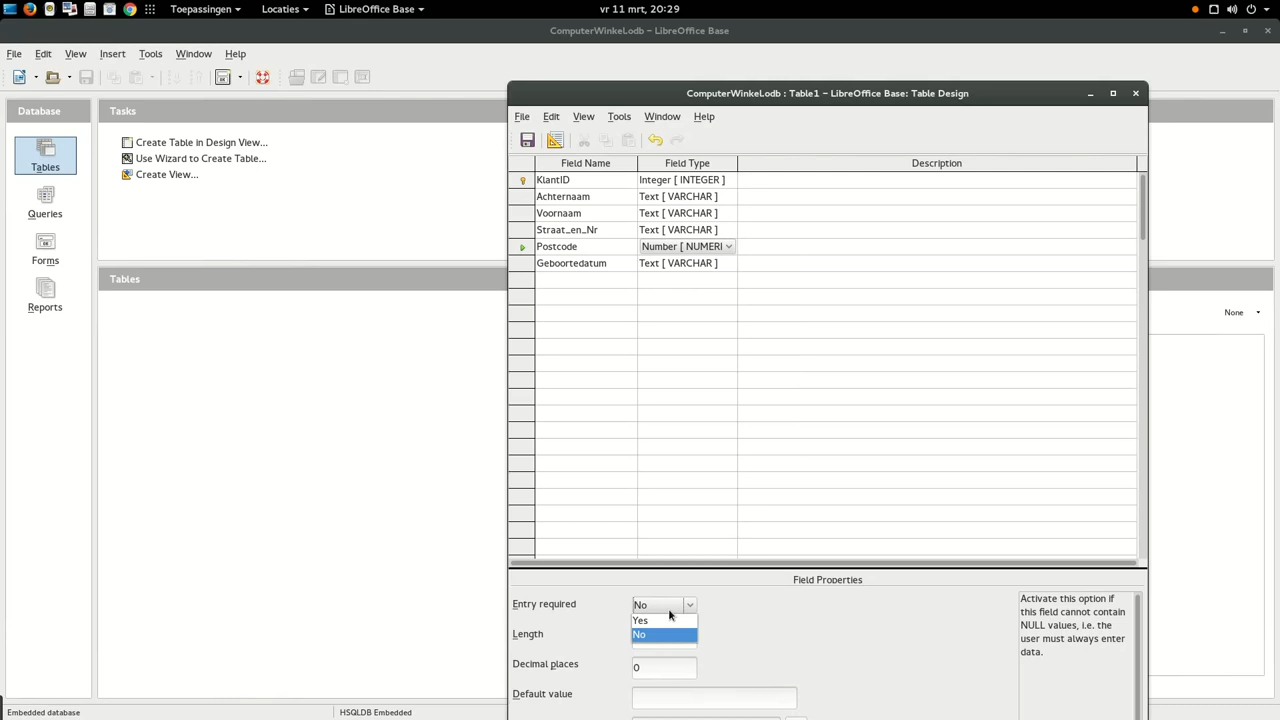 Toepassingen
Locaties
LibreOffice Base
vr 11 mrt, 20:29
ComputerWinkeLodb – LibreOffice Base
File Edit View Insert Tools Window Help
Database
Tables
Queries
Forms
Reports
Tasks
Create Table in Design View...
Use Wizard to Create Table...
Create View...
Tables
None
ComputerWinkeLodb : Table1 – LibreOffice Base: Table Design
File Edit View Tools Window Help
Field Name Field Type Description
KlantID Integer [ INTEGER ]
Achternaam Text [ VARCHAR ]
Voornaam Text [ VARCHAR ]
Straat_en_Nr Text [ VARCHAR ]
Postcode Number [ NUMERI
Geboortedatum Text [ VARCHAR ]
Field Properties
Entry required No
Yes
No
Length
Decimal places 0
Default value
Activate this option if
this field cannot contain
NULL values, i.e. the
user must always enter
data.
Embedded database HSQLDB Embedded